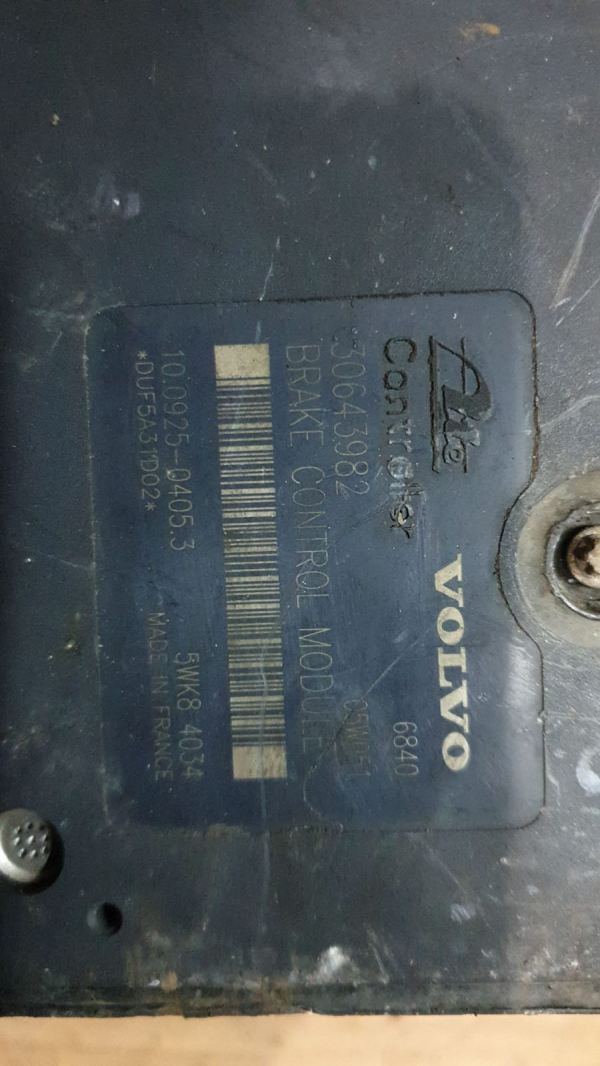 Ate VOLVO
Controller 6840
30643982
BRAKE CONTROL MODULE
10.0925-0405.3 5WK8 4034
*DUF5A31D02* MADE IN FRANCE